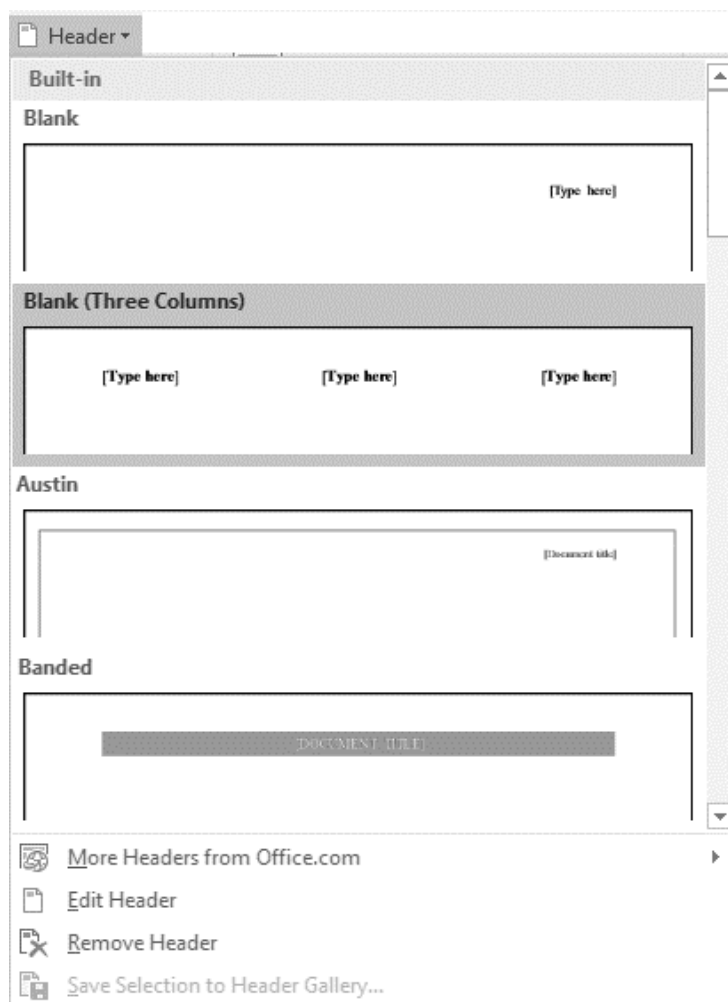 Header
Built-in
Blank
[Type here]
Blank (Three Columns)
[Type here] [Type here] [Type here]
Austin
[Document title]
Banded
[DOCUMENT TITLE]
More Headers from Office.com
Edit Header
Remove Header
Save Selection to Header Gallery...